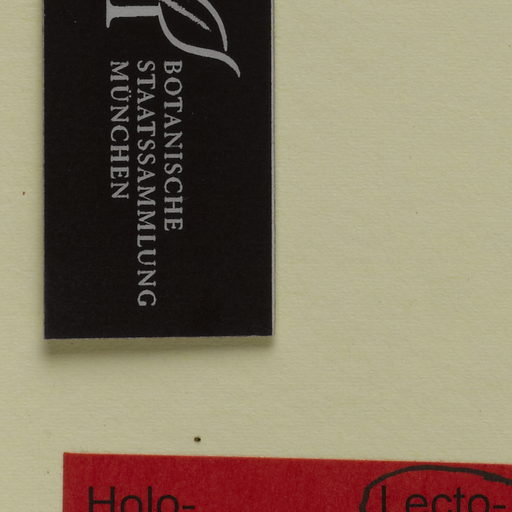 BOTANISCHE
STAATSSAMMLUNG
MÜNCHEN
Holo- Lecto-